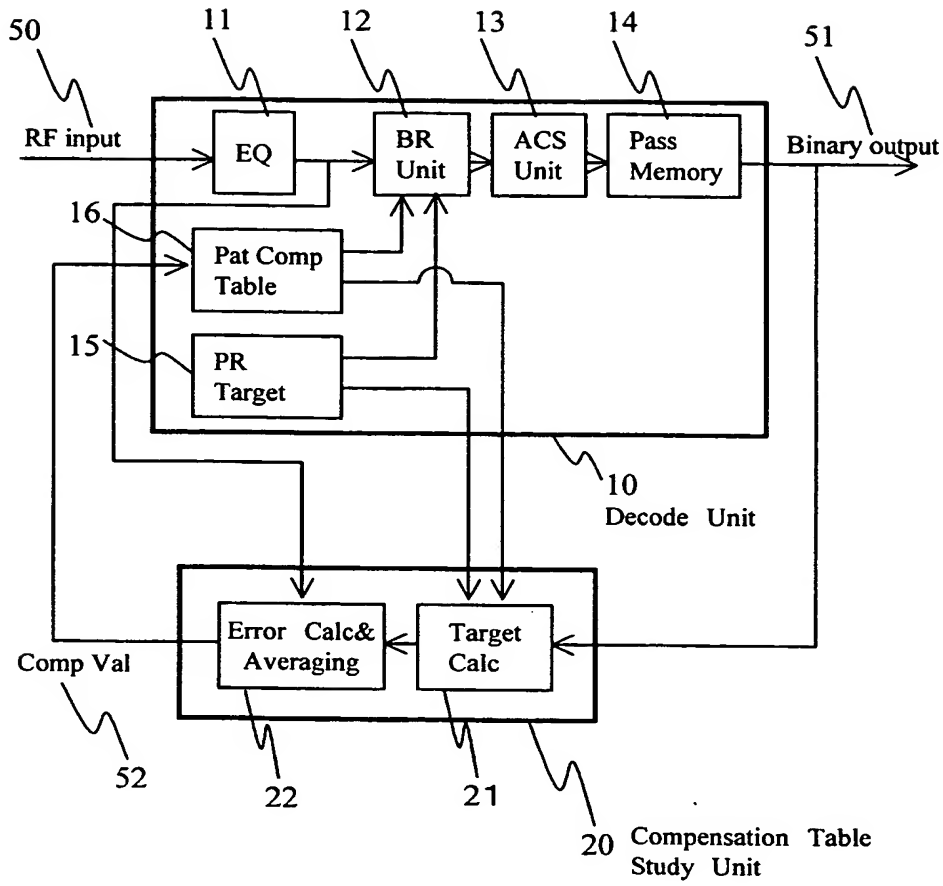 11
12
13
14
50
51
RF input
EQ
BR
Unit
ACS
Unit
Pass
Memory
Binary output
16
Pat Comp
Table
15
PR
Target
10
Decode Unit
Error Calc&
Averaging
Target
Calc
Comp Val
52
22
21
20 Compensation Table
Study Unit